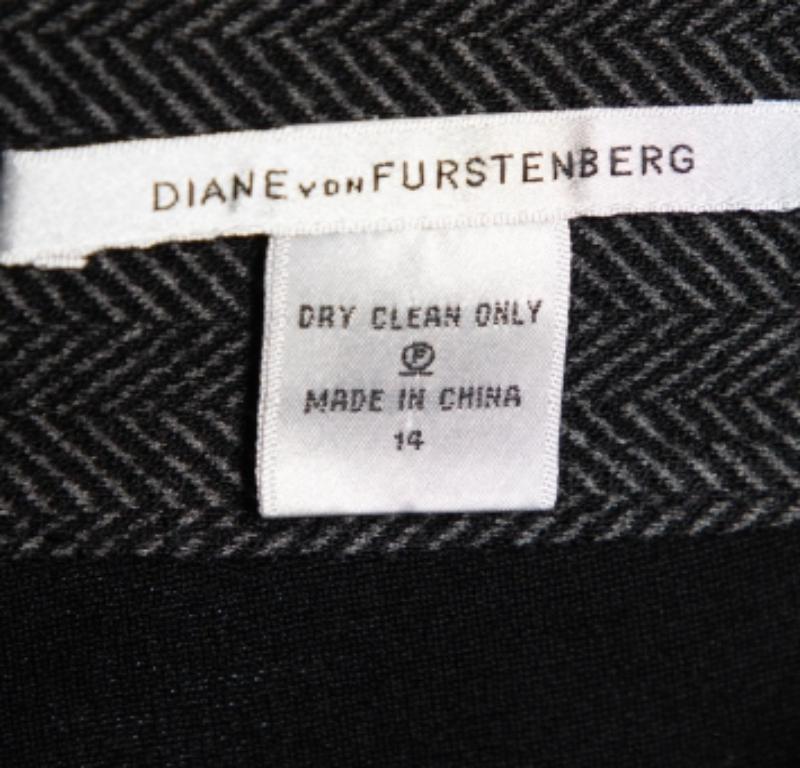 DIANE VON FURSTENBERG
DRY CLEAN ONLY
P
MADE IN CHINA
14